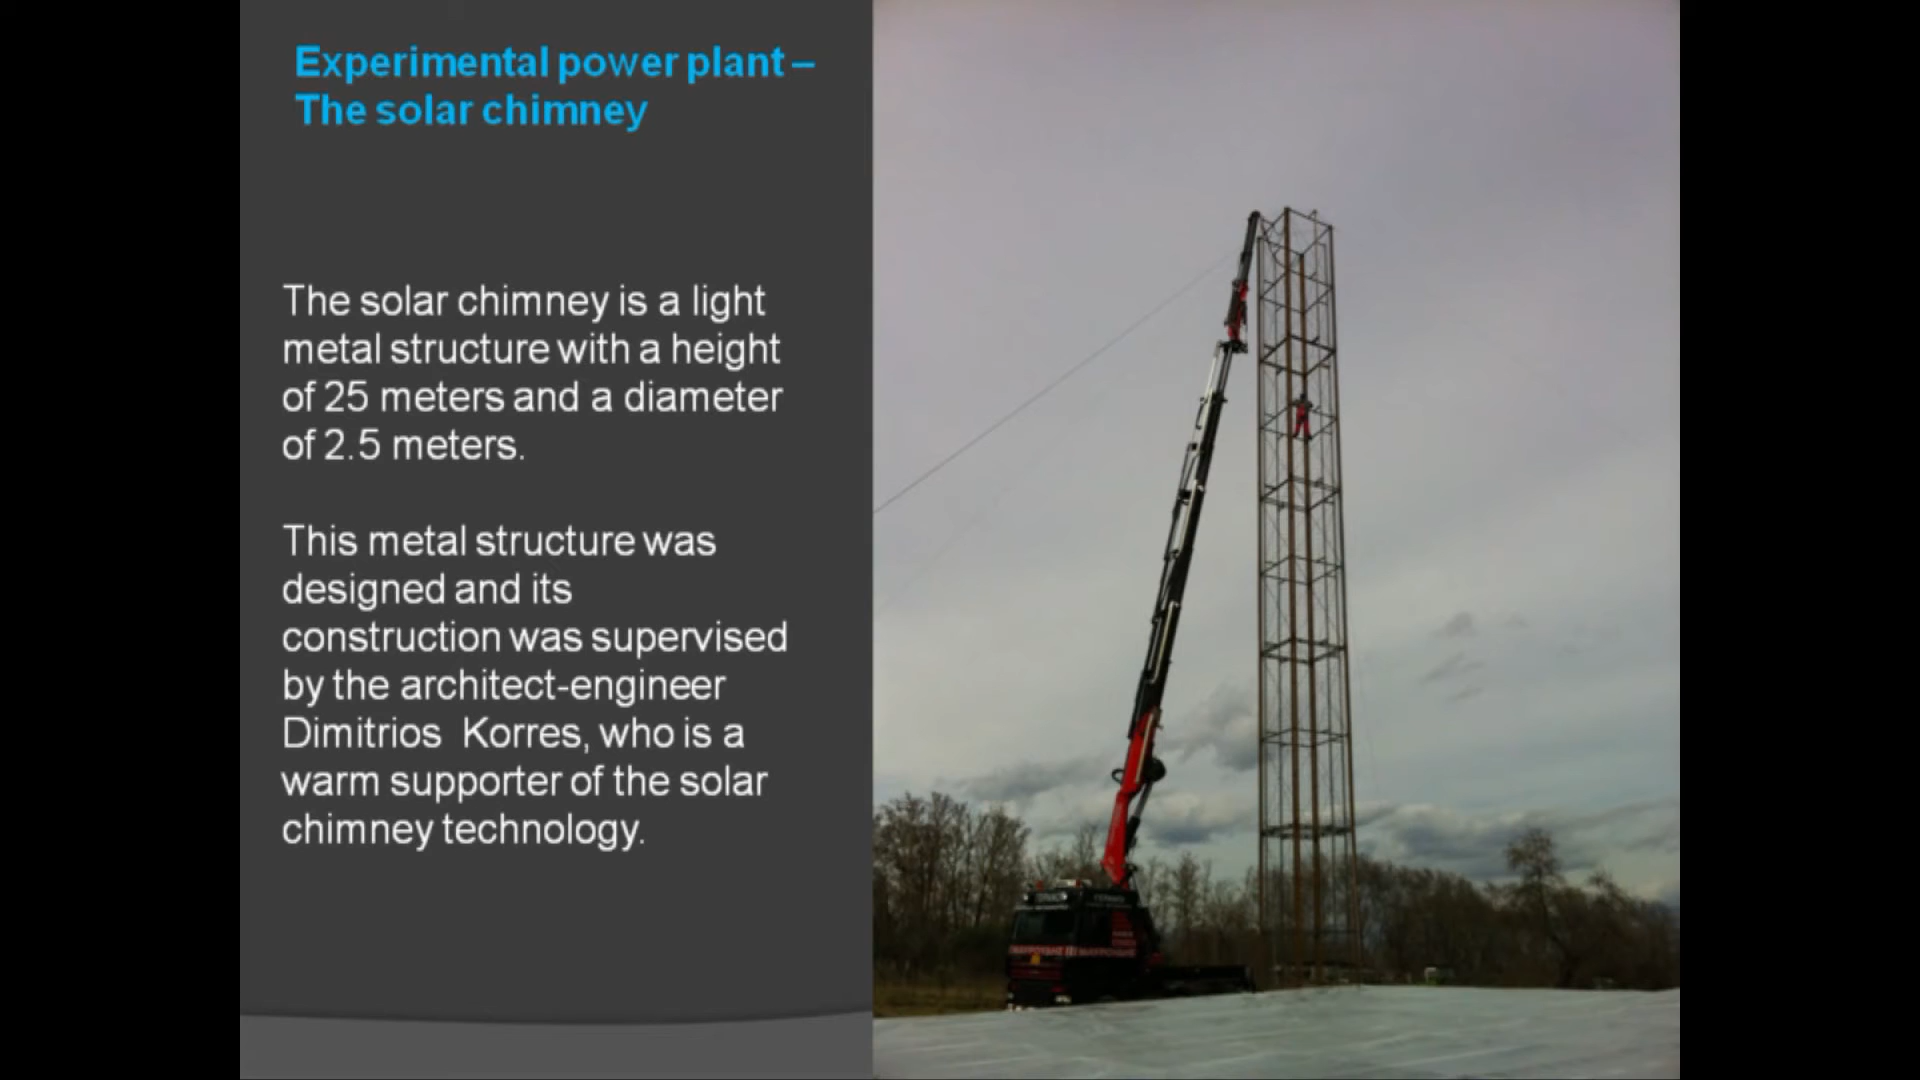 Experimental power plant –
The solar chimney
The solar chimney is a light
metal structure with a height
of 25 meters and a diameter
of 2.5 meters.
This metal structure was
designed and its
construction was supervised
by the architect-engineer
Dimitrios  Korres, who is a
warm supporter of the solar
chimney technology.